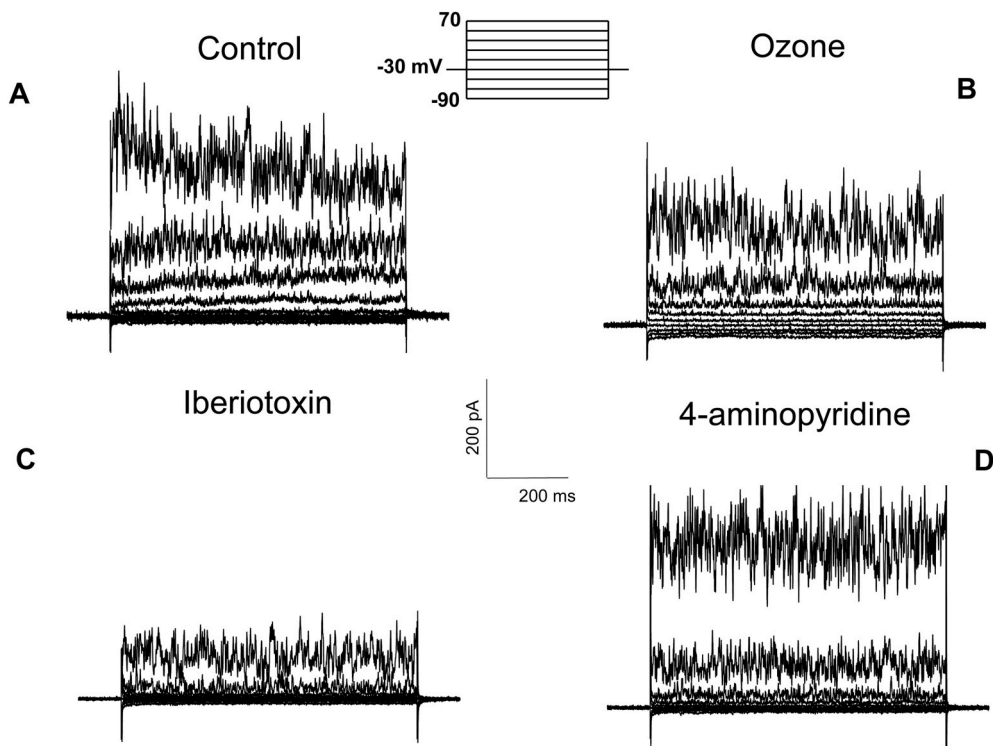 Control
70
-30 mV
-90
Ozone
A
B
Iberiotoxin
4-aminopyridine
C
D
200 pA
200 ms